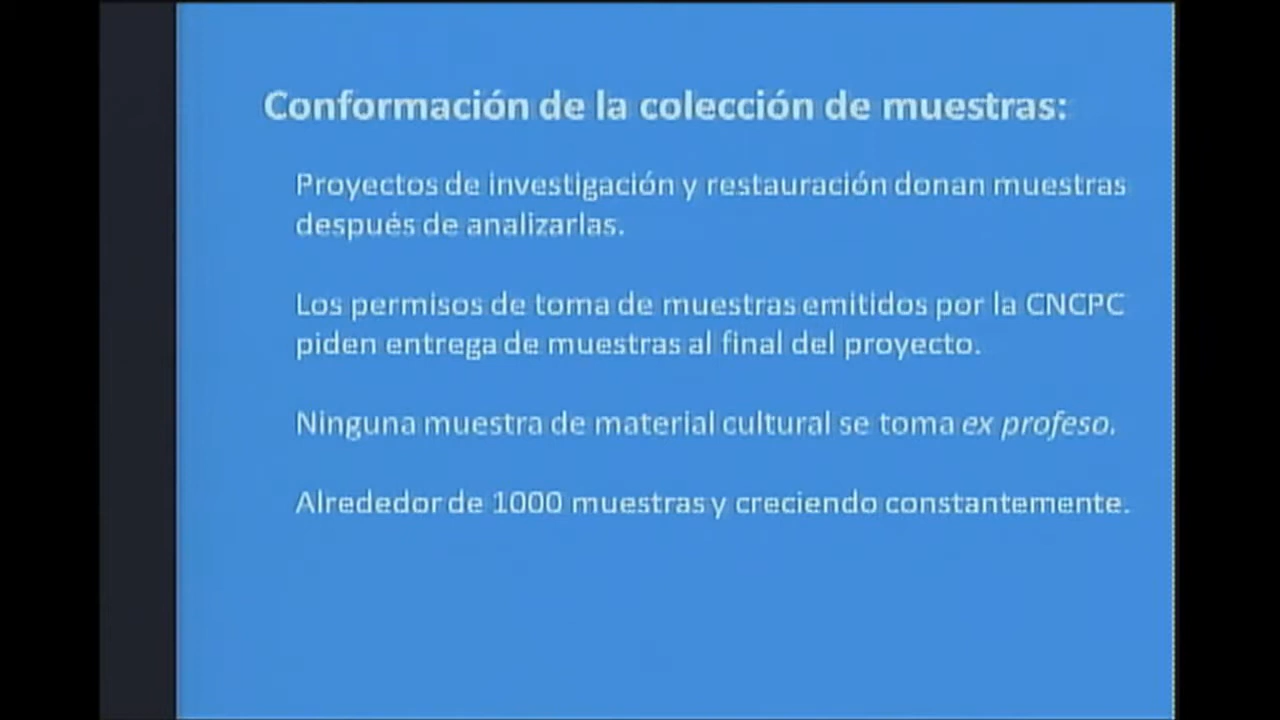 Conformación de la colección de muestras:
Proyectos de investigación y restauración donan muestras
después de analizarlas.
Los permisos de toma de muestras emitidos por la CNCPC
piden entrega de muestras al final del proyecto.
Ninguna muestra de material cultural se toma ex profeso.
Alrededor de 1000 muestras y creciendo constantemente.